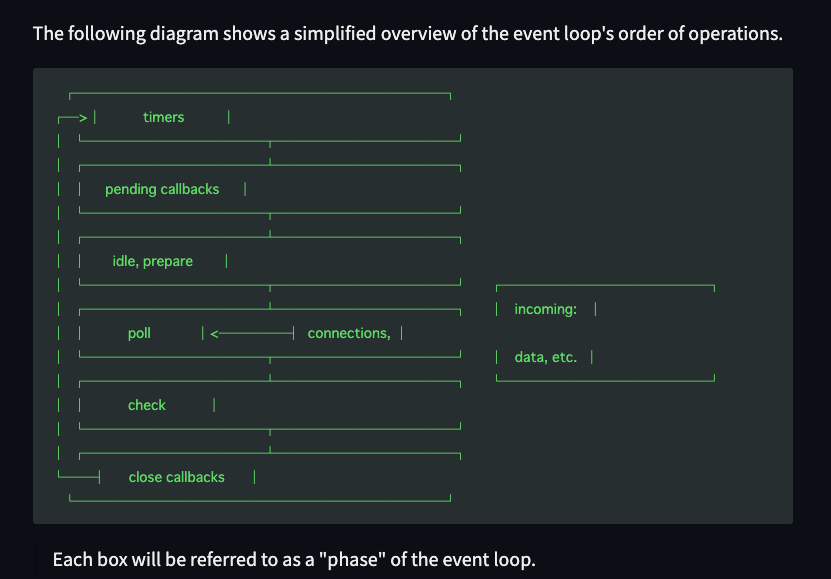 The following diagram shows a simplified overview of the event loop's order of operations.
timers
pending callbacks
idle, prepare
incoming:
poll
connections,
data, etc.
check
close callbacks
Each box will be referred to as a "phase" of the event loop.